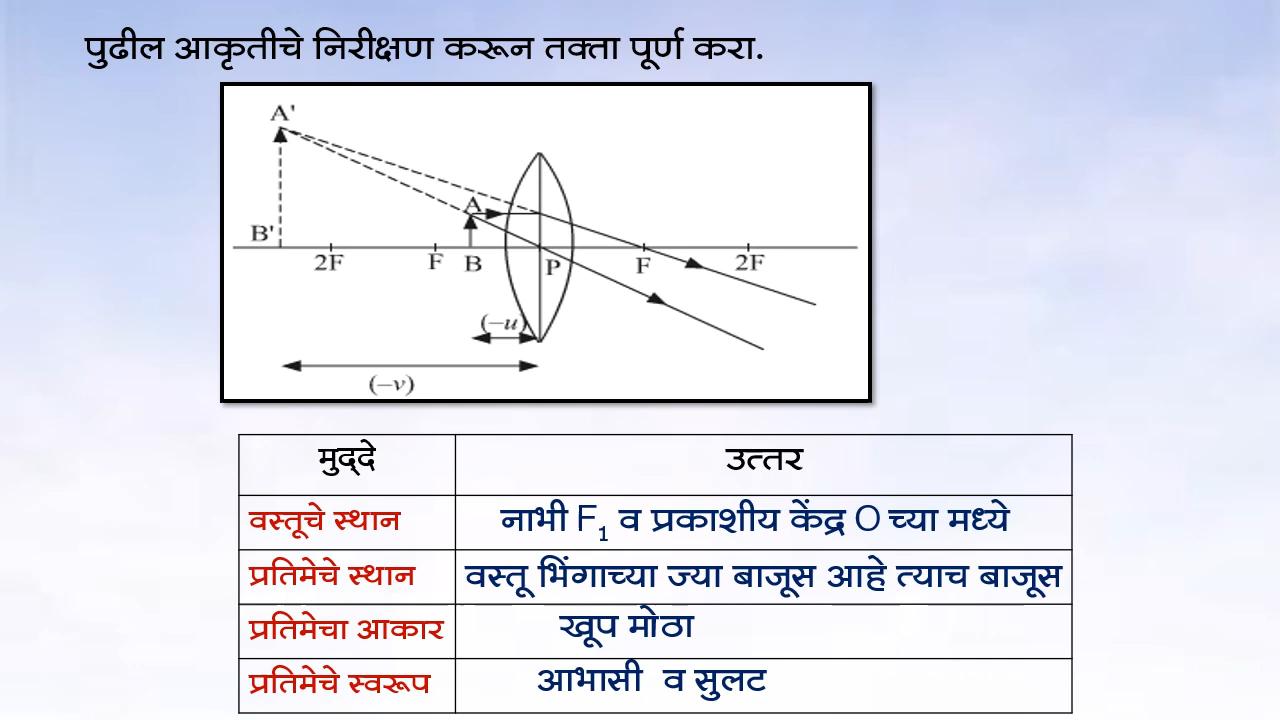 पुढील आकृतीचे निरीक्षण करून तक्ता पूर्ण करा.
A'
A
B'
2F F B P F 2F
(–u)
(–v)
मुद्‌दे उत्तर
वस्तूचे स्थान नाभी F₁ व प्रकाशीय केंद्र O च्या मध्ये
प्रतिमेचे स्थान वस्तू भिंगाच्या ज्या बाजूस आहे त्याच बाजूस
प्रतिमेचा आकार खूप मोठा
प्रतिमेचे स्वरूप आभासी व सुलट